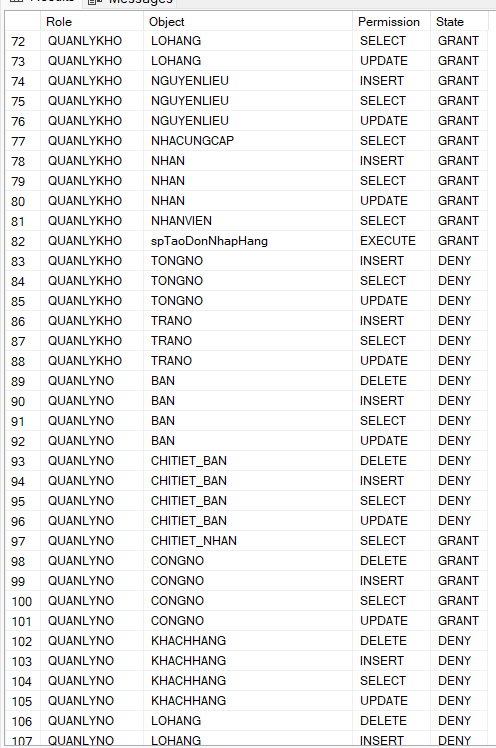 Results Messages
Role Object Permission State
72 QUANLYKHO LOHANG SELECT GRANT
73 QUANLYKHO LOHANG UPDATE GRANT
74 QUANLYKHO NGUYENLIEU INSERT GRANT
75 QUANLYKHO NGUYENLIEU SELECT GRANT
76 QUANLYKHO NGUYENLIEU UPDATE GRANT
77 QUANLYKHO NHACUNGCAP SELECT GRANT
78 QUANLYKHO NHAN INSERT GRANT
79 QUANLYKHO NHAN SELECT GRANT
80 QUANLYKHO NHAN UPDATE GRANT
81 QUANLYKHO NHANVIEN SELECT GRANT
82 QUANLYKHO spTaoDonNhapHang EXECUTE GRANT
83 QUANLYKHO TONGNO INSERT DENY
84 QUANLYKHO TONGNO SELECT DENY
85 QUANLYKHO TONGNO UPDATE DENY
86 QUANLYKHO TRANO INSERT DENY
87 QUANLYKHO TRANO SELECT DENY
88 QUANLYKHO TRANO UPDATE DENY
89 QUANLYNO BAN DELETE DENY
90 QUANLYNO BAN INSERT DENY
91 QUANLYNO BAN SELECT DENY
92 QUANLYNO BAN UPDATE DENY
93 QUANLYNO CHITIET_BAN DELETE DENY
94 QUANLYNO CHITIET_BAN INSERT DENY
95 QUANLYNO CHITIET_BAN SELECT DENY
96 QUANLYNO CHITIET_BAN UPDATE DENY
97 QUANLYNO CHITIET_NHAN SELECT GRANT
98 QUANLYNO CONGNO DELETE GRANT
99 QUANLYNO CONGNO INSERT GRANT
100 QUANLYNO CONGNO SELECT GRANT
101 QUANLYNO CONGNO UPDATE GRANT
102 QUANLYNO KHACHHANG DELETE DENY
103 QUANLYNO KHACHHANG INSERT DENY
104 QUANLYNO KHACHHANG SELECT DENY
105 QUANLYNO KHACHHANG UPDATE DENY
106 QUANLYNO LOHANG DELETE DENY
107 QUANLYNO LOHANG INSERT DENY